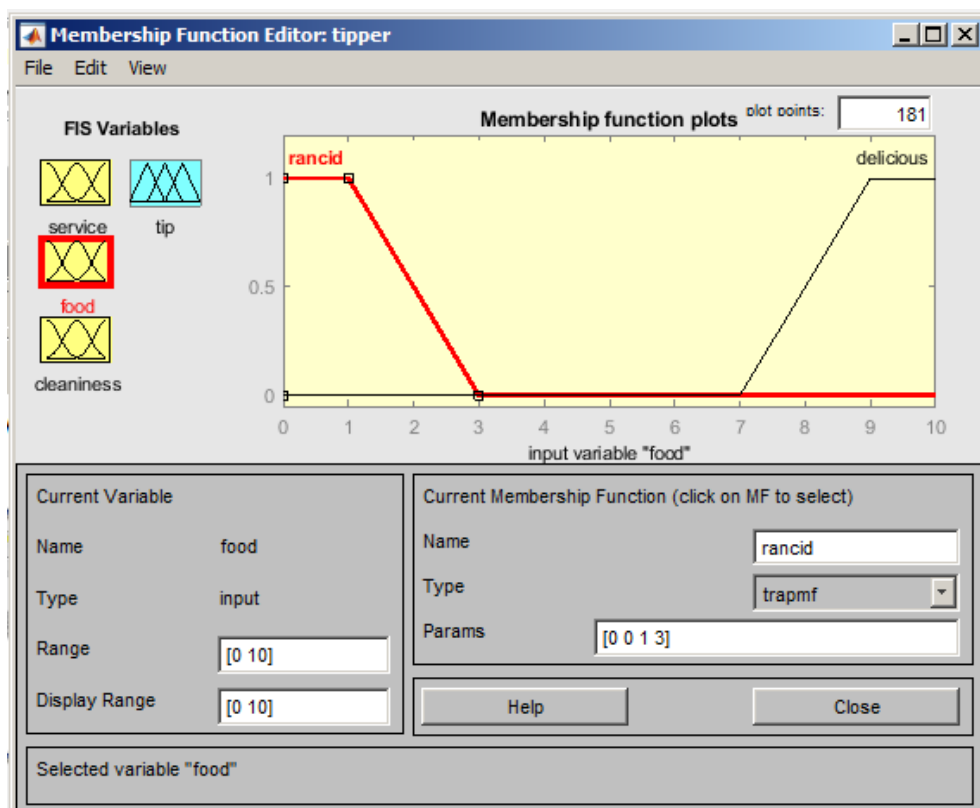 Membership Function Editor: tipper
File Edit View
FIS Variables
service
tip
food
cleaniness
Membership function plots
plot points:
181
rancid
delicious
1
0.5
0
0 1 2 3 4 5 6 7 8 9 10
input variable "food"
Current Variable
Name food
Type input
Range [0 10]
Display Range [0 10]
Current Membership Function (click on MF to select)
Name rancid
Type trapmf
Params [0 0 1 3]
Help Close
Selected variable "food"